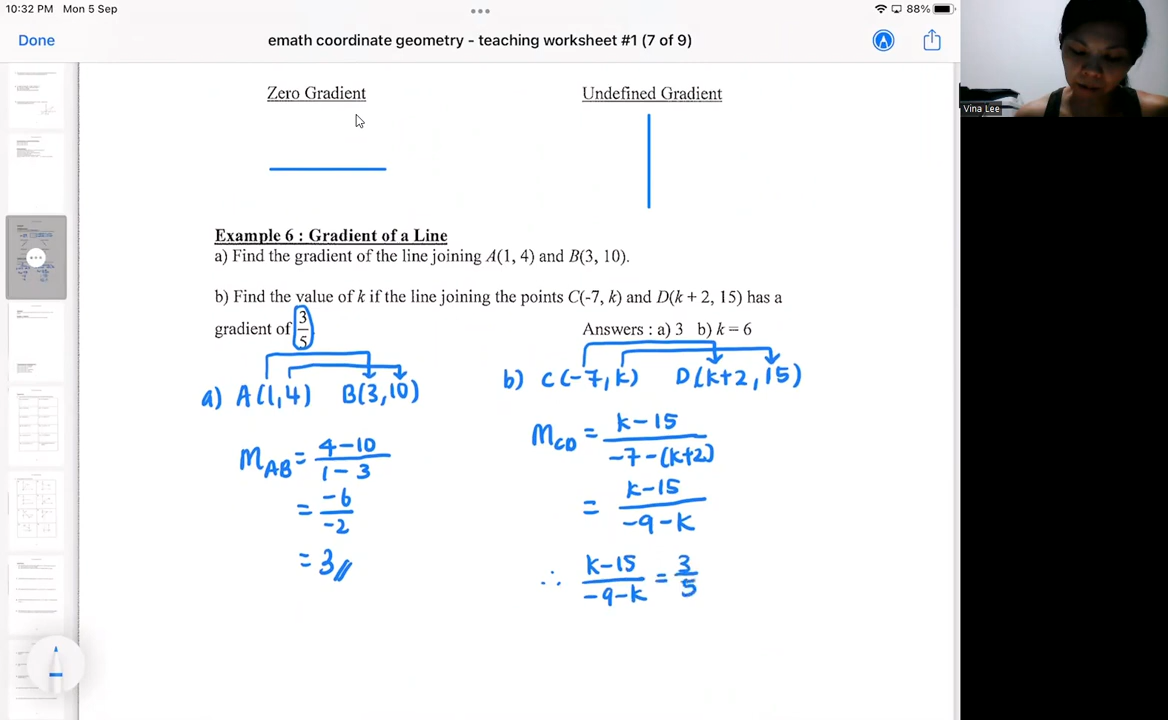 10:32 PM Mon 5 Sep
88%
Done
emath coordinate geometry - teaching worksheet #1 (7 of 9)
Vina Lee
Zero Gradient
Undefined Gradient
Example 6 : Gradient of a Line
a) Find the gradient of the line joining A(1, 4) and B(3, 10).
b) Find the value of k if the line joining the points C(-7, k) and D(k + 2, 15) has a
gradient of 3/5
Answers : a) 3 b) k = 6
a) A(1,4) B(3,10)
M_AB = (4-10)/(1-3)
= -6/-2
= 3
b) C(-7,k) D(k+2,15)
M_CD = (k-15)/(-7-(k+2))
= (k-15)/(-9-k)
∴ (k-15)/(-9-k) = 3/5